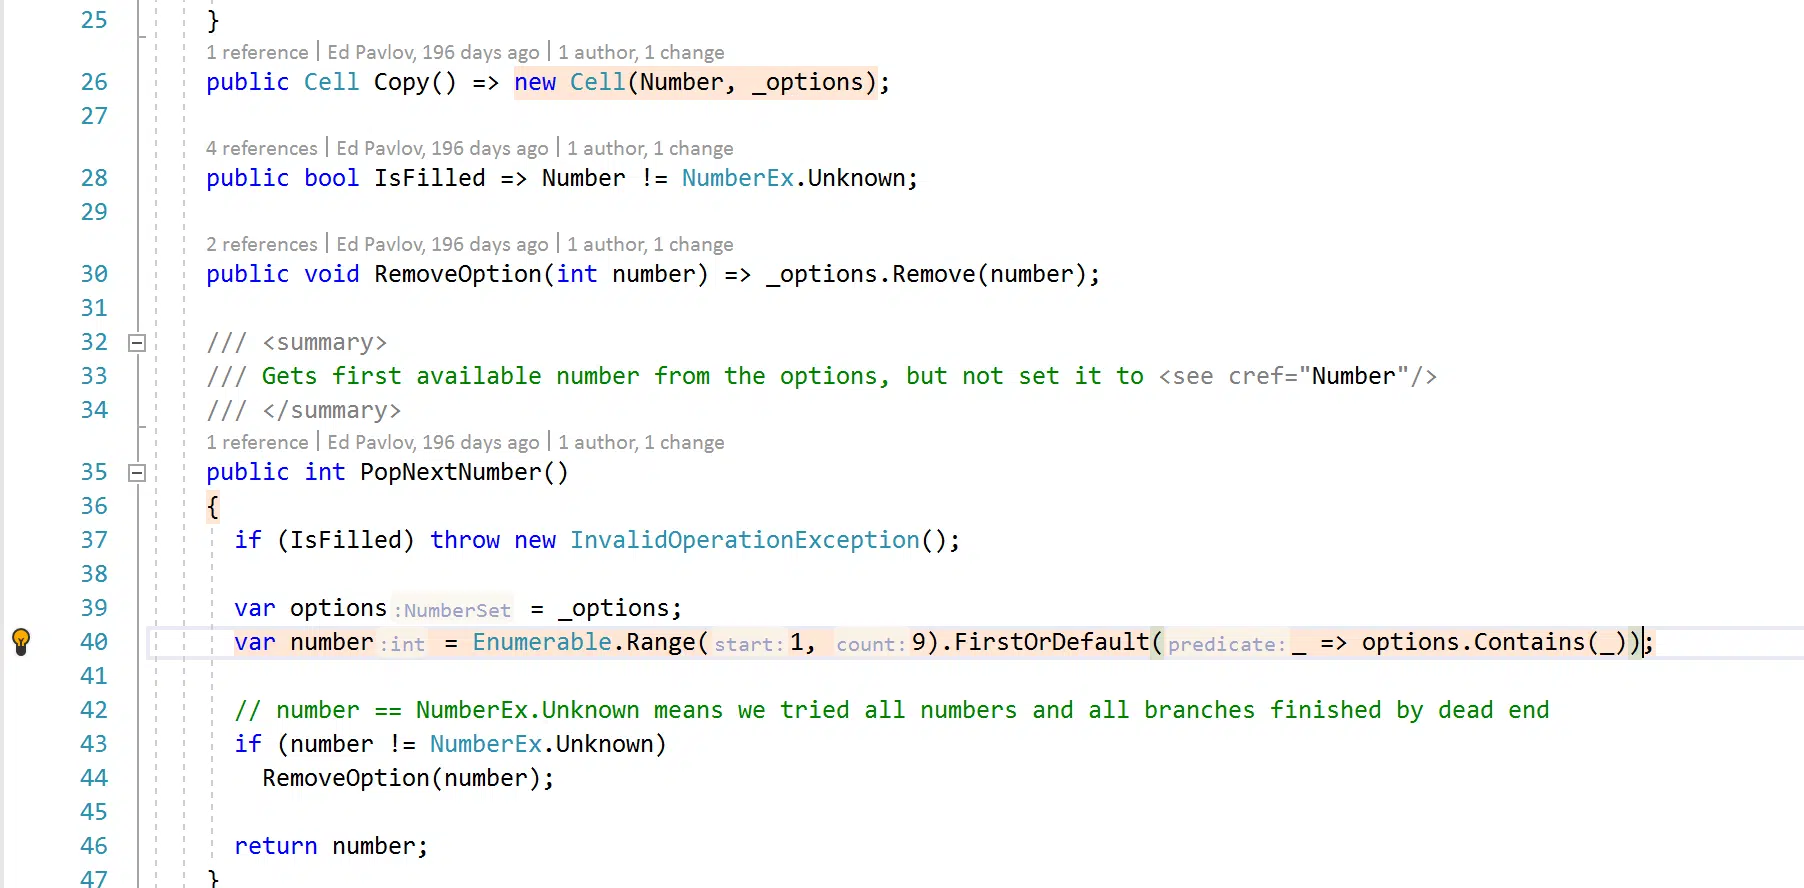 25 }
1 reference | Ed Pavlov, 196 days ago | 1 author, 1 change
26 public Cell Copy() => new Cell(Number, _options);
27
4 references | Ed Pavlov, 196 days ago | 1 author, 1 change
28 public bool IsFilled => Number != NumberEx.Unknown;
29
2 references | Ed Pavlov, 196 days ago | 1 author, 1 change
30 public void RemoveOption(int number) => _options.Remove(number);
31
32 /// <summary>
33 /// Gets first available number from the options, but not set it to <see cref="Number"/>
34 /// </summary>
1 reference | Ed Pavlov, 196 days ago | 1 author, 1 change
35 public int PopNextNumber()
36 {
37 if (IsFilled) throw new InvalidOperationException();
38
39 var options :NumberSet = _options;
40 var number :int = Enumerable.Range( start: 1, count: 9).FirstOrDefault( predicate: _ => options.Contains(_));
41
42 // number == NumberEx.Unknown means we tried all numbers and all branches finished by dead end
43 if (number != NumberEx.Unknown)
44 RemoveOption(number);
45
46 return number;
47 }